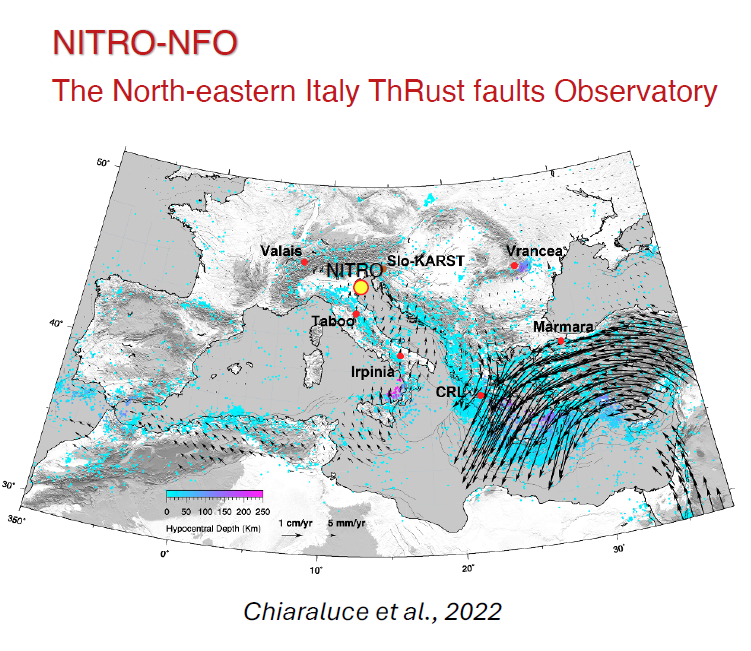 NITRO-NFO
The North-eastern Italy ThRust faults Observatory
50°
Valais
Slo-KARST
Vrancea
NITRO
40°
Taboo
Marmara
Irpinia
CRL
30°
350°
0 50 100 150 200 250
Hypocentral Depth (Km)
1 cm/yr 5 mm/yr
0°
10°
20°
30°
Chiaraluce et al., 2022